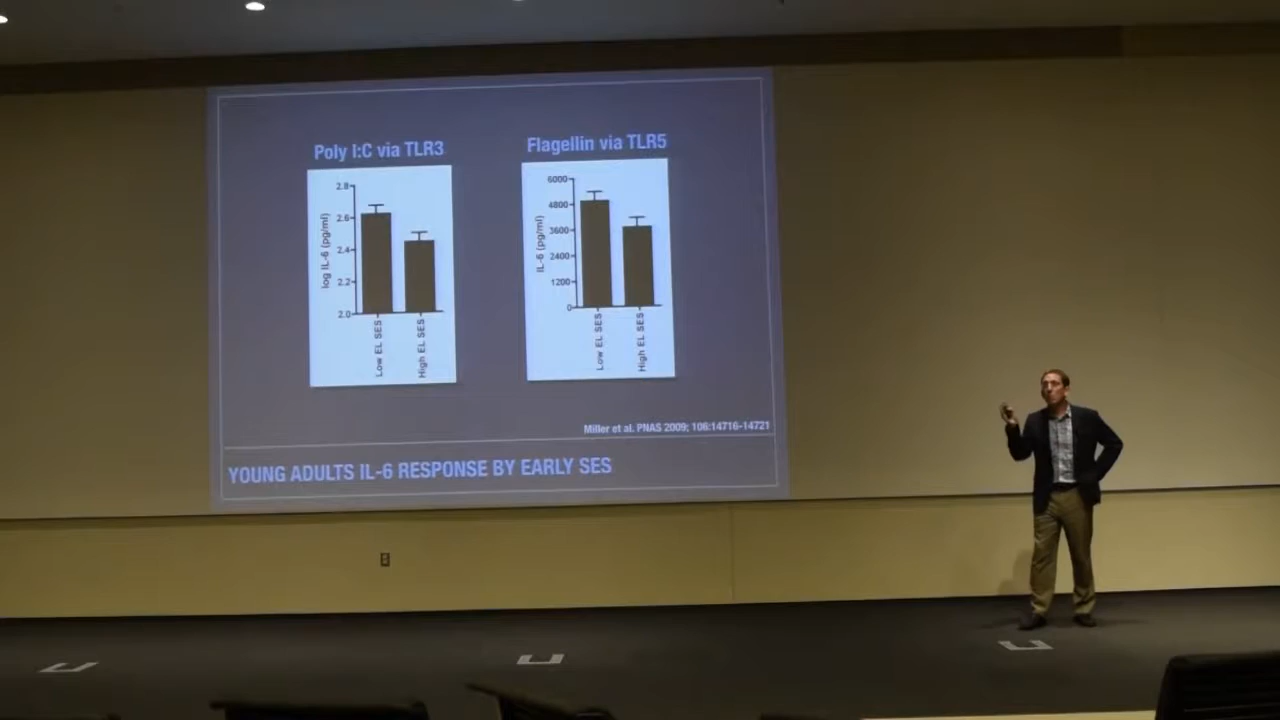 Poly I:C via TLR3
log IL-6 (pg/ml)
2.8
2.6
2.4
2.2
2.0
Low EL SES
High EL SES
Flagellin via TLR5
IL-6 (pg/ml)
6000
4800
3600
2400
1200
0
Low EL SES
High EL SES
Miller et al. PNAS 2009; 106:14716-14721
YOUNG ADULTS IL-6 RESPONSE BY EARLY SES